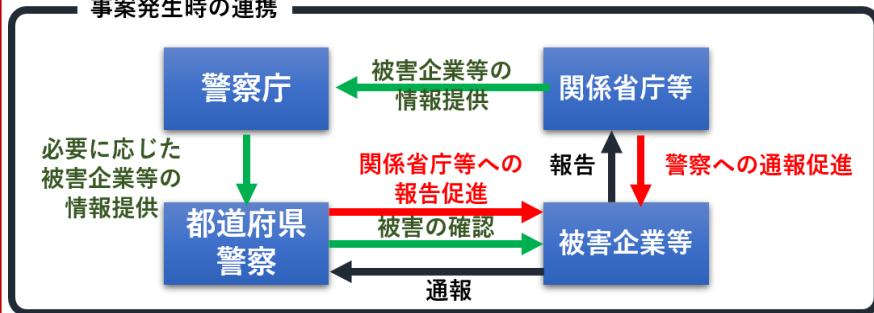 事案発生時の連携
警察庁
被害企業等の
情報提供
関係省庁等
必要に応じた
被害企業等の
情報提供
関係省庁等への
報告促進
報告
警察への通報促進
都道府県
警察
被害の確認
被害企業等
通報